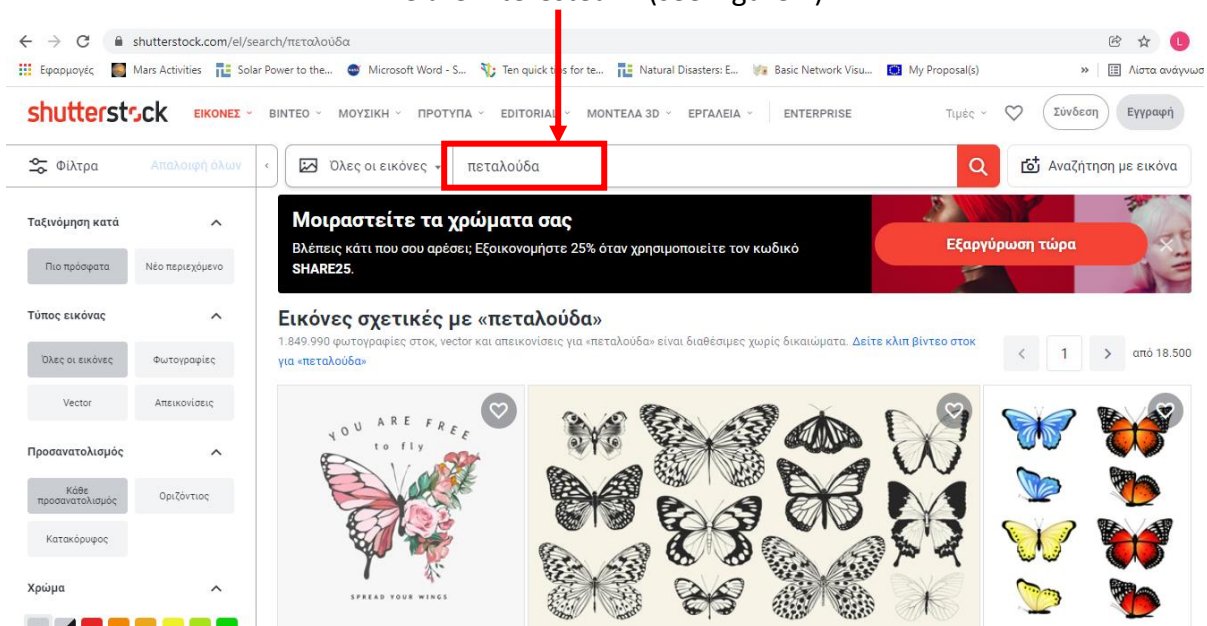 shutterstock.com/el/search/πεταλούδα
Εφαρμογές Mars Activities Solar Power to the... Microsoft Word - S... Ten quick tips for te... Natural Disasters: E... Basic Network Visu... My Proposal(s) » Λίστα ανάγνωσ
shutterstock ΕΙΚΟΝΕΣ ΒΙΝΤΕΟ ΜΟΥΣΙΚΗ ΠΡΟΤΥΠΑ EDITORIAL ΜΟΝΤΕΛΑ 3D ΕΡΓΑΛΕΙΑ ENTERPRISE Τιμές Σύνδεση Εγγραφή
Φίλτρα Απαλοιφή όλων Όλες οι εικόνες πεταλούδα Αναζήτηση με εικόνα
Ταξινόμηση κατά
Πιο πρόσφατα Νέο περιεχόμενο
Τύπος εικόνας
Όλες οι εικόνες Φωτογραφίες
Vector Απεικονίσεις
Προσανατολισμός
Κάθε
προσανατολισμός Οριζόντιος
Κατακόρυφος
Χρώμα
Μοιραστείτε τα χρώματα σας
Βλέπεις κάτι που σου αρέσει; Εξοικονομήστε 25% όταν χρησιμοποιείτε τον κωδικό
SHARE25.
Εξαργύρωση τώρα
Εικόνες σχετικές με «πεταλούδα»
1.849.990 φωτογραφίες στοκ, vector και απεικονίσεις για «πεταλούδα» είναι διαθέσιμες χωρίς δικαιώματα. Δείτε κλιπ βίντεο στοκ
για «πεταλούδα»
1 από 18.500
YOU ARE FREE
to fly
SPREAD YOUR WINGS